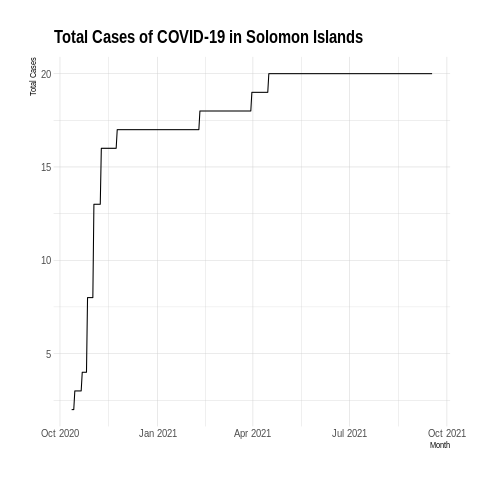 Total Cases of COVID-19 in Solomon Islands
Total Cases
20
15
10
5
Oct 2020 Jan 2021 Apr 2021 Jul 2021 Oct 2021
Month